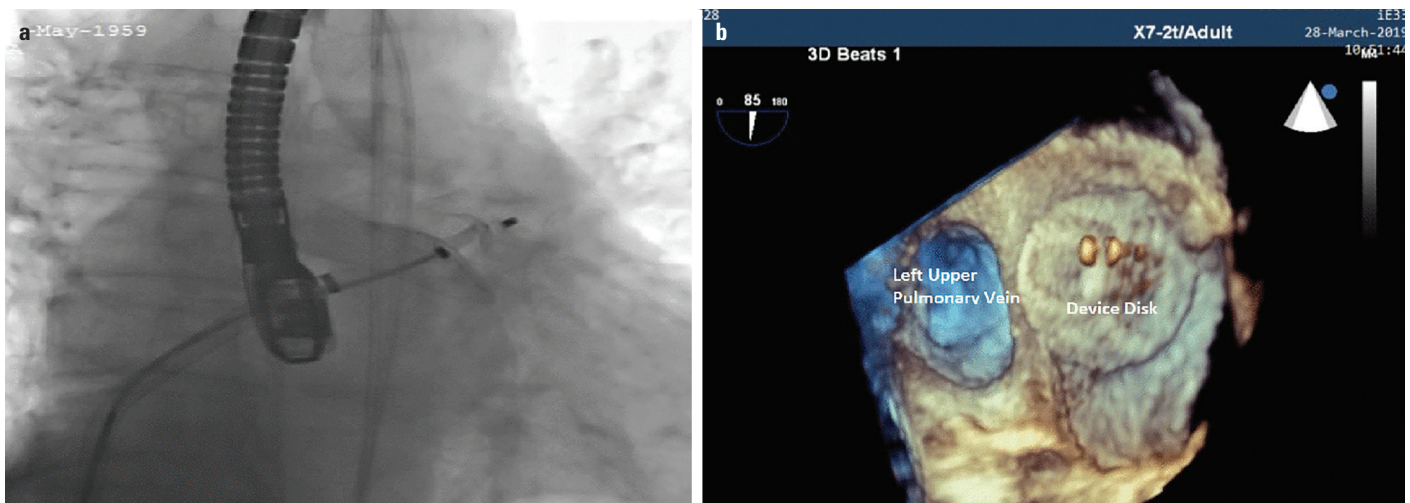 a
-May-1959
b
28
iE33
X7-2t/Adult
28-March-2019
3D Beats 1
10:51:44
M4
0 85 180
Left Upper
Pulmonary Vein
Device Disk